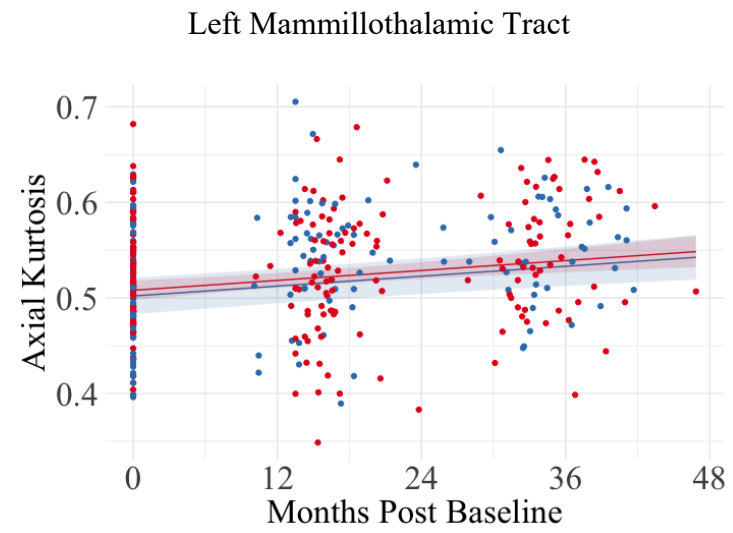 Left Mammillothalamic Tract
Axial Kurtosis
0.7
0.6
0.5
0.4
0 12 24 36 48
Months Post Baseline